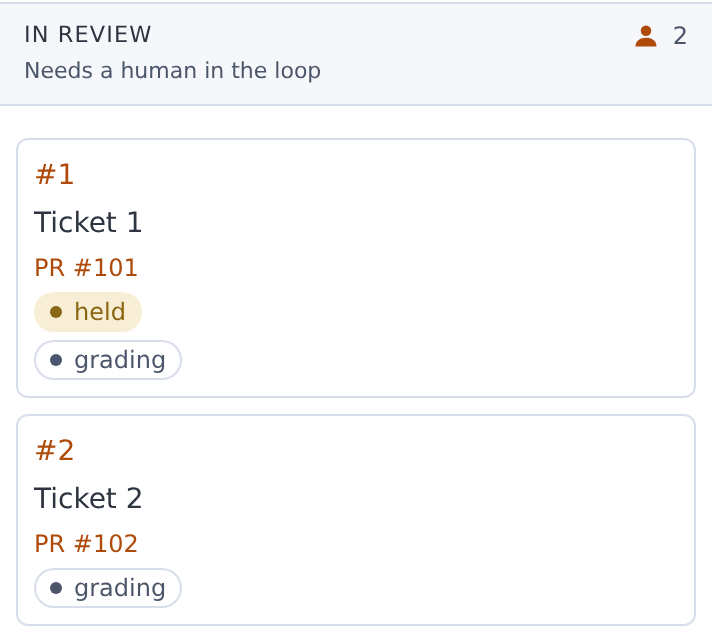 IN REVIEW
2
Needs a human in the loop
#1
Ticket 1
PR #101
held
grading
#2
Ticket 2
PR #102
grading